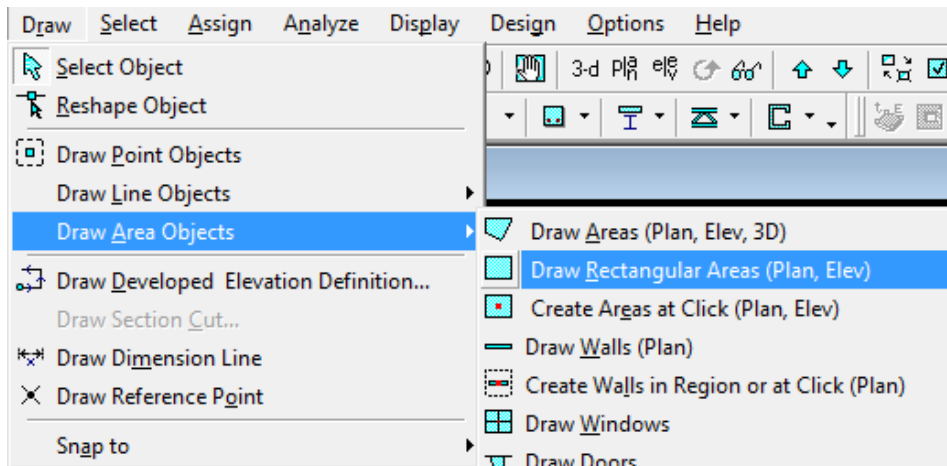 Draw Select Assign Analyze Display Design Options Help
Select Object
3-d
Reshape Object
Draw Point Objects
Draw Line Objects
Draw Area Objects
Draw Developed Elevation Definition...
Draw Section Cut...
Draw Dimension Line
Draw Reference Point
Snap to
Draw Areas (Plan, Elev, 3D)
Draw Rectangular Areas (Plan, Elev)
Create Areas at Click (Plan, Elev)
Draw Walls (Plan)
Create Walls in Region or at Click (Plan)
Draw Windows
Draw Doors